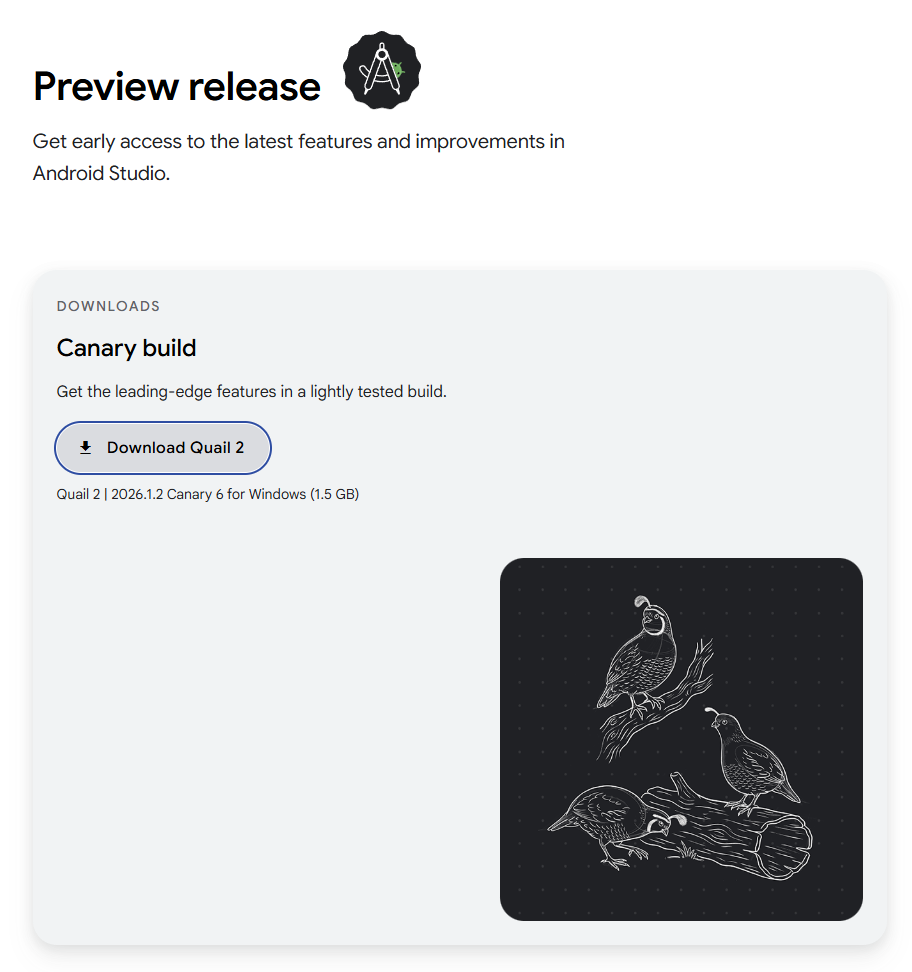 Preview release
Get early access to the latest features and improvements in
Android Studio.
DOWNLOADS
Canary build
Get the leading-edge features in a lightly tested build.
Download Quail 2
Quail 2 | 2026.1.2 Canary 6 for Windows (1.5 GB)